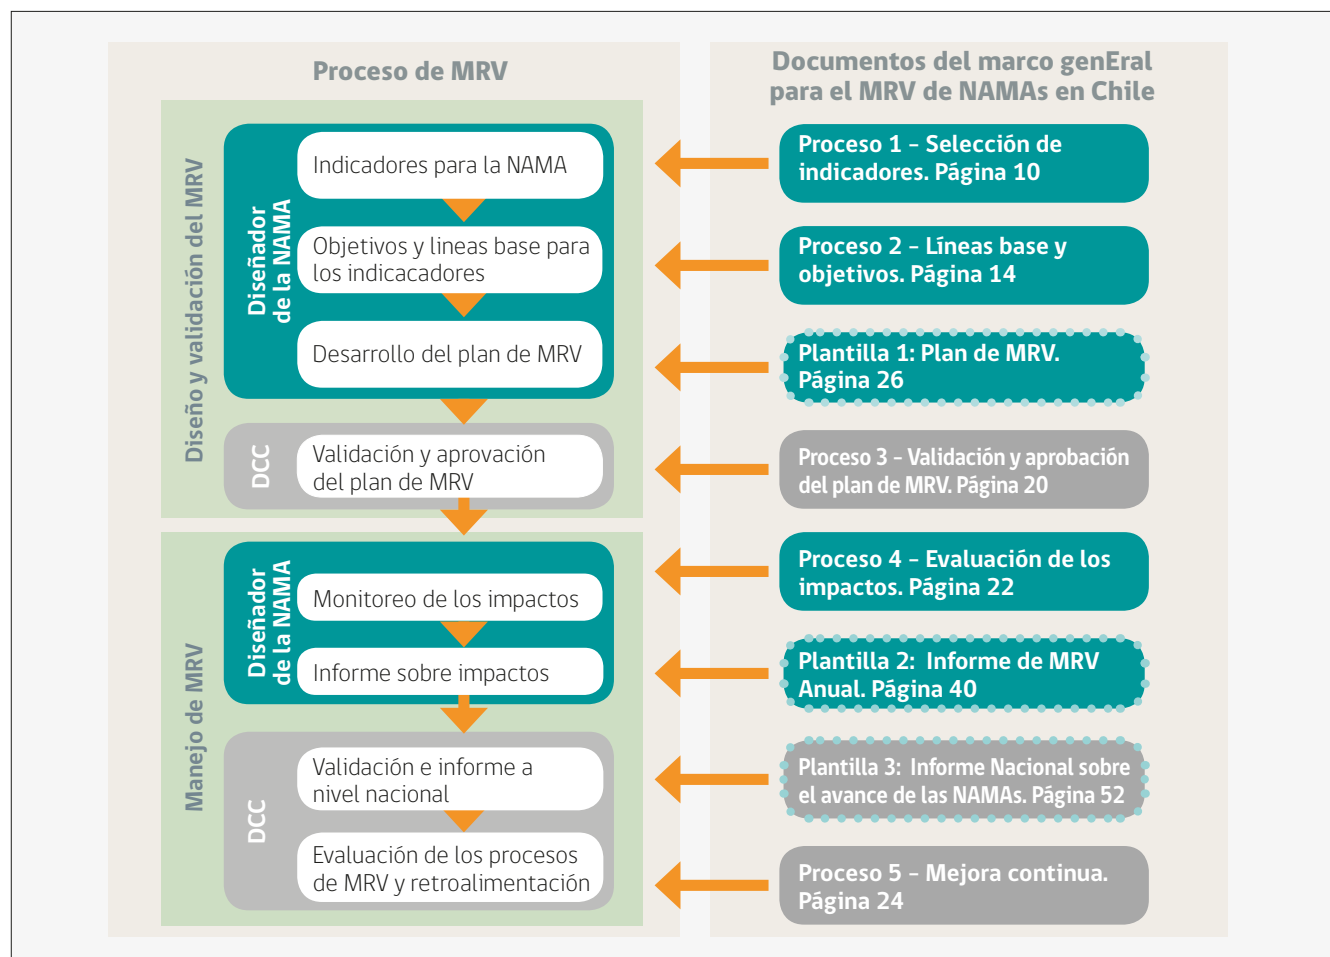 Proceso de MRV
Diseño y validación del MRV
Diseñador
de la NAMA
Indicadores para la NAMA
Objetivos y lineas base para
los indicacadores
Desarrollo del plan de MRV
DCC
Validación y aprovación
del plan de MRV
Manejo de MRV
Diseñador
de la NAMA
Monitoreo de los impactos
Informe sobre impactos
DCC
Validación e informe a
nivel nacional
Evaluación de los procesos
de MRV y retroalimentación
Documentos del marco genEral
para el MRV de NAMAs en Chile
Proceso 1 – Selección de
indicadores. Página 10
Proceso 2 – Líneas base y
objetivos. Página 14
Plantilla 1: Plan de MRV.
Página 26
Proceso 3 – Validación y aprobación
del plan de MRV. Página 20
Proceso 4 – Evaluación de los
impactos. Página 22
Plantilla 2: Informe de MRV
Anual. Página 40
Plantilla 3: Informe Nacional sobre
el avance de las NAMAs. Página 52
Proceso 5 – Mejora continua.
Página 24